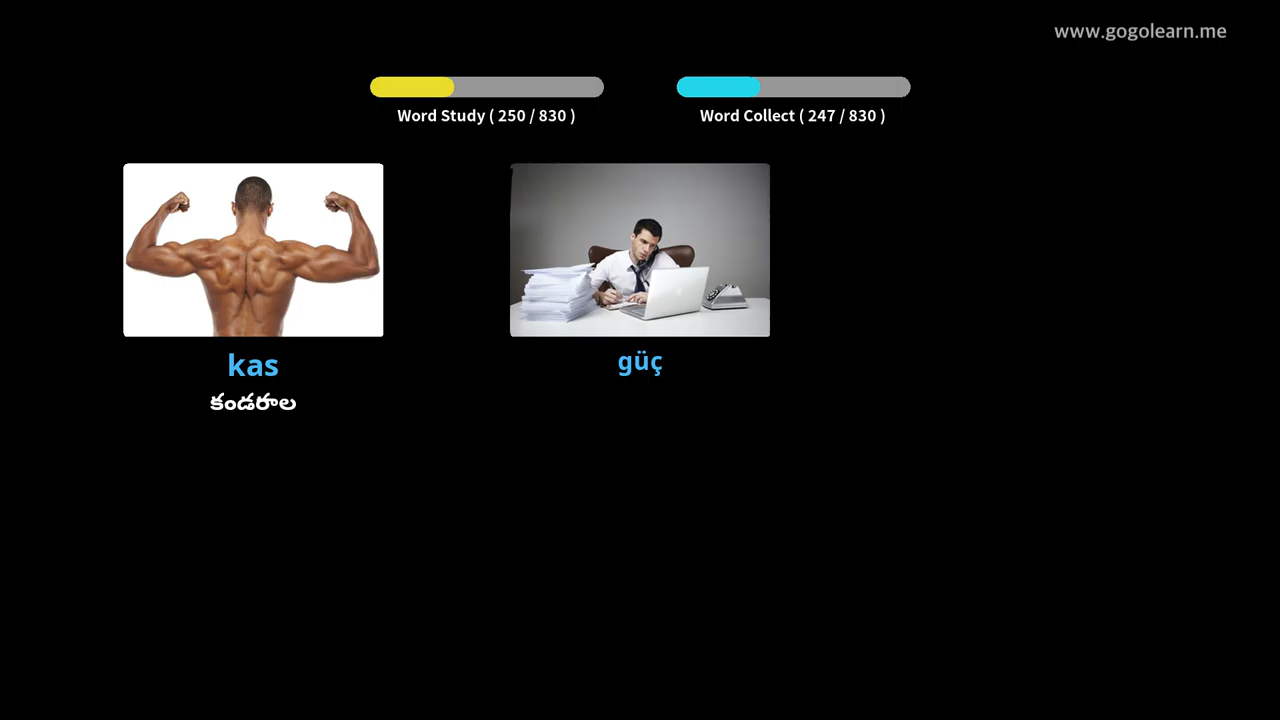 www.gogolearn.me
Word Study ( 250 / 830 )
Word Collect ( 247 / 830 )
kas
కండరాల
güç